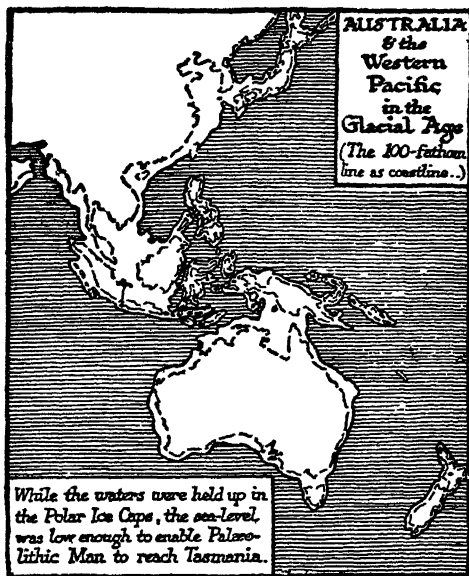 AUSTRALIA
& the
Western
Pacific
in the
Glacial Age
(The 100-fathom
line as coastline..)
While the waters were held up in
the Polar Ice Caps, the sea-level
was low enough to enable Palæo-
lithic Man to reach Tasmania.